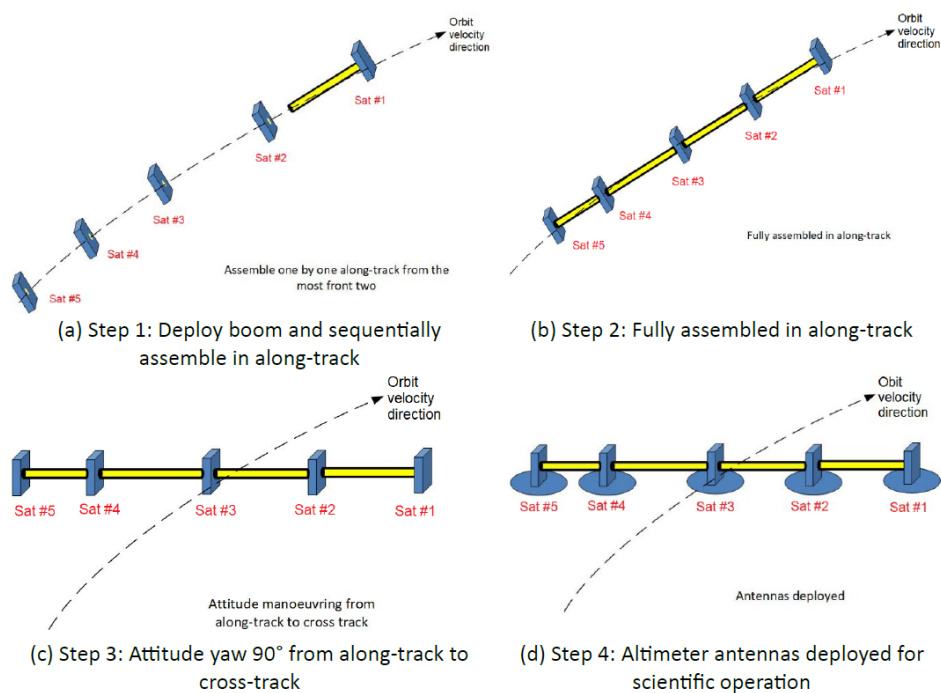 Orbit
velocity
direction
Sat #1
Sat #2
Sat #3
Sat #4
Sat #5
Assemble one by one along-track from the
most front two
(a) Step 1: Deploy boom and sequentially
assemble in along-track
Orbit
velocity
direction
Sat #1
Sat #2
Sat #3
Sat #4
Sat #5
Fully assembled in along-track
(b) Step 2: Fully assembled in along-track
Orbit
velocity
direction
Sat #5
Sat #4
Sat #3
Sat #2
Sat #1
Attitude manoeuvring from
along-track to cross track
(c) Step 3: Attitude yaw 90° from along-track to
cross-track
Obit
velocity
direction
Sat #5
Sat #4
Sat #3
Sat #2
Sat #1
Antennas deployed
(d) Step 4: Altimeter antennas deployed for
scientific operation